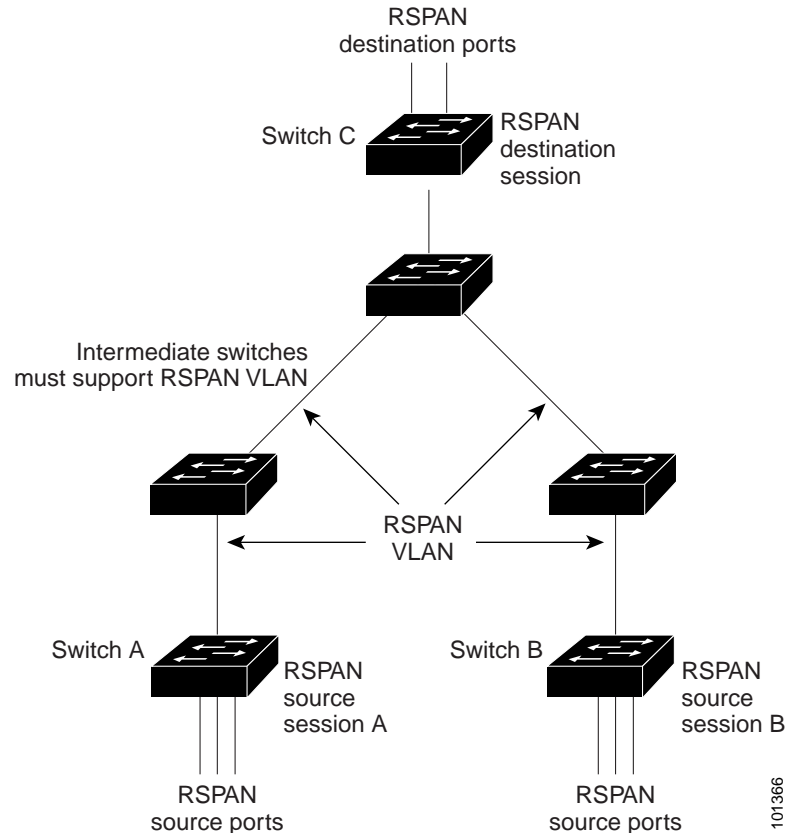 RSPAN
destination ports
Switch C
RSPAN
destination
session
Intermediate switches
must support RSPAN VLAN
RSPAN
VLAN
Switch A
RSPAN
source
session A
Switch B
RSPAN
source
session B
RSPAN
source ports
RSPAN
source ports
101366